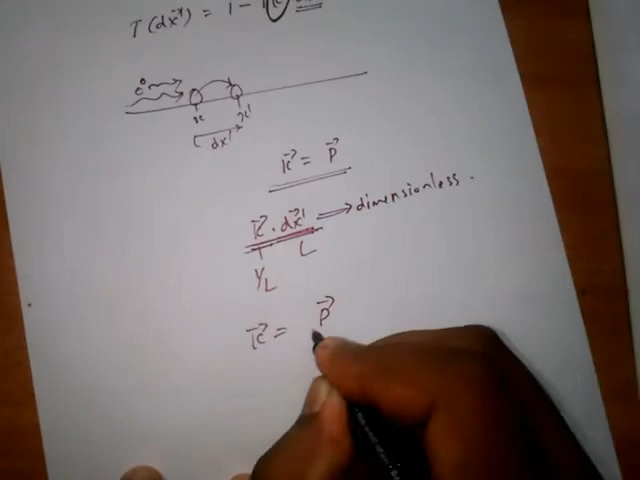 T(dx⃗') = 1 - i
x x'
dx⃗'
K⃗ = P⃗
K⃗ . dx⃗' ⟹ dimensionless .
L
1/L
K⃗ = P⃗